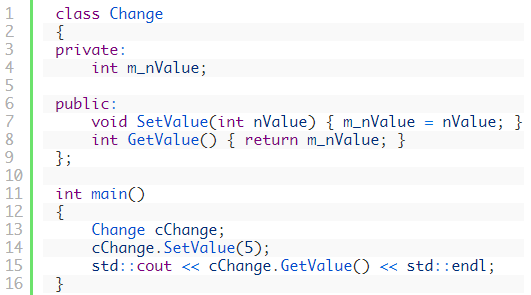 1 class Change
2 {
3 private:
4     int m_nValue;
5
6 public:
7     void SetValue(int nValue) { m_nValue = nValue; }
8     int GetValue() { return m_nValue; }
9 };
10
11 int main()
12 {
13     Change cChange;
14     cChange.SetValue(5);
15     std::cout << cChange.GetValue() << std::endl;
16 }